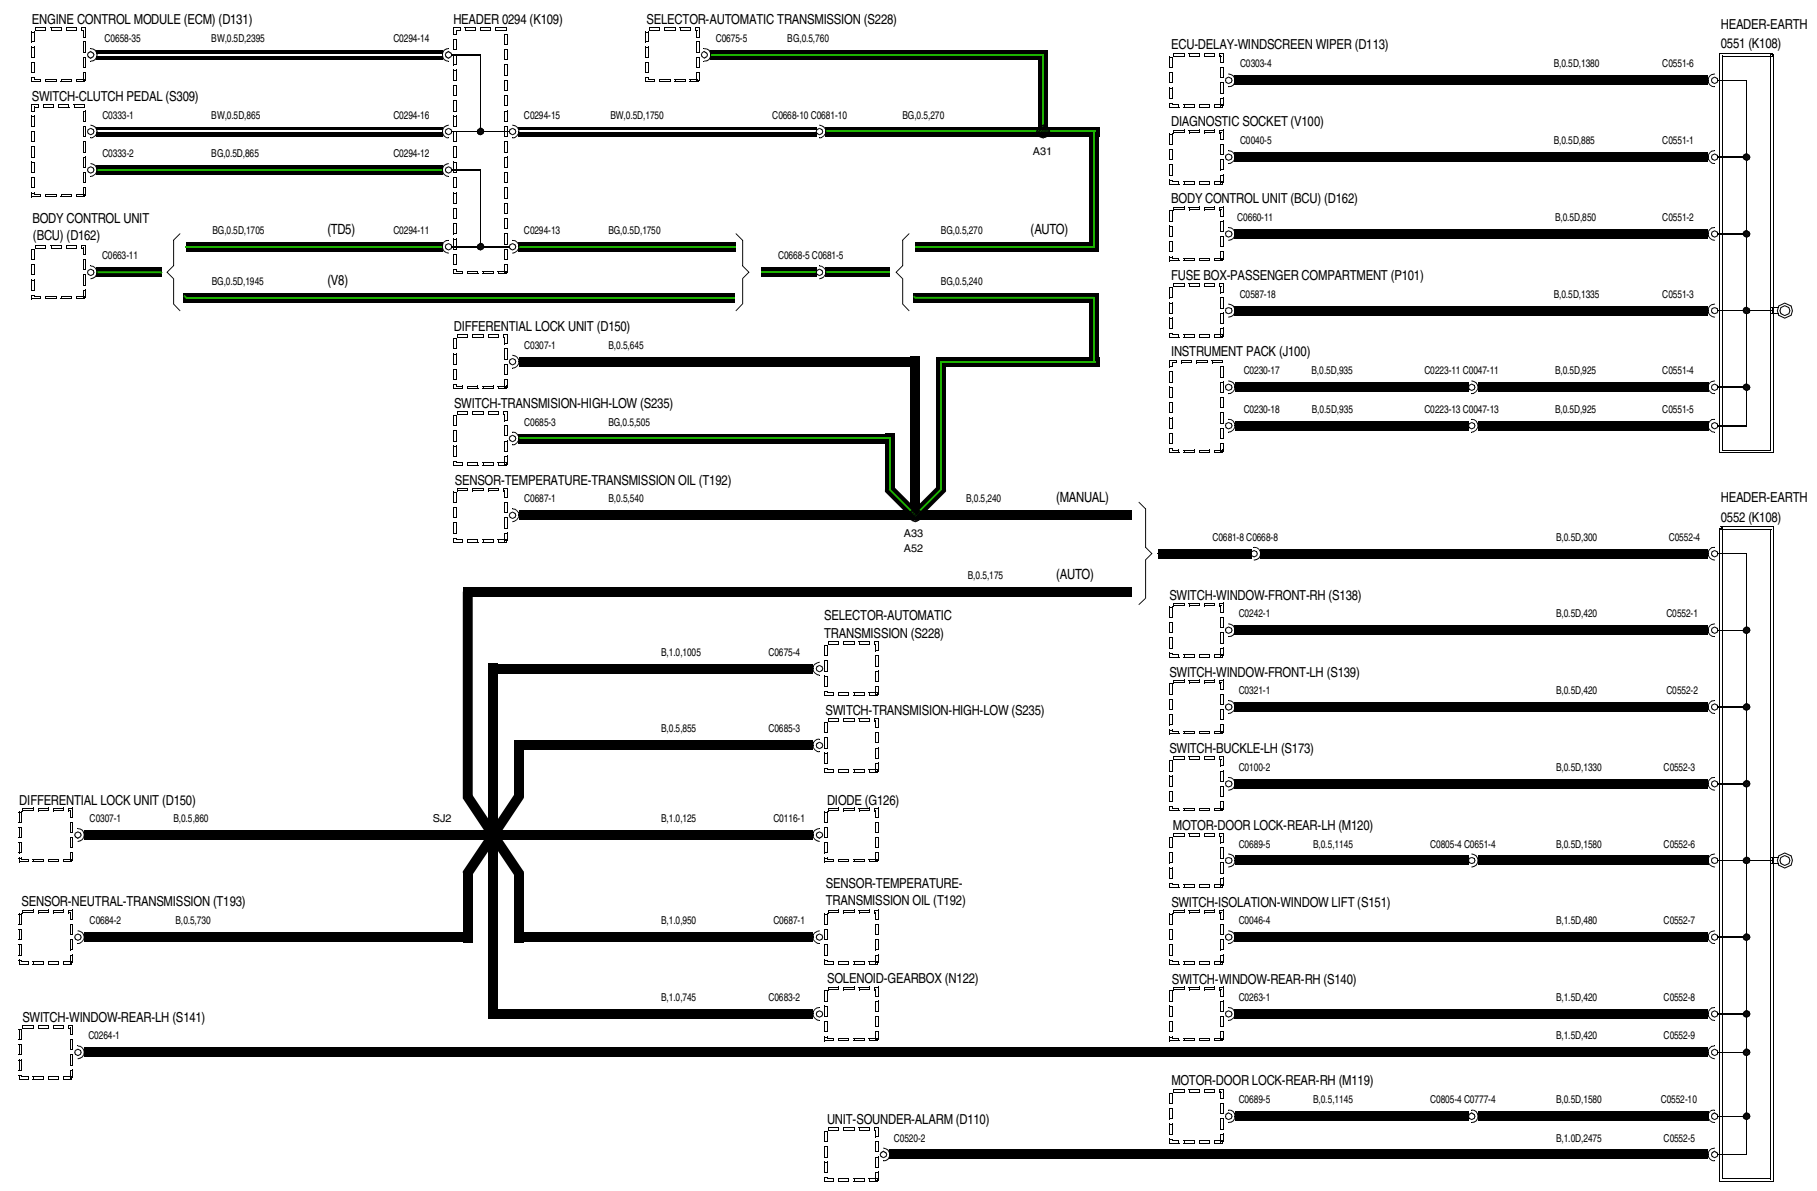 ENGINE CONTROL MODULE (ECM) (D131)
C0658-35 BW,0.5D,2395 C0294-14
HEADER 0294 (K109)
SELECTOR-AUTOMATIC TRANSMISSION (S228)
C0675-5 BG,0.5,760
SWITCH-CLUTCH PEDAL (S309)
C0333-1 BW,0.5D,865 C0294-16
C0294-15 BW,0.5D,1750 C0668-10 C0681-10 BG,0.5,270
A31
C0333-2 BG,0.5D,865 C0294-12
BODY CONTROL UNIT
(BCU) (D162)
C0663-11
BG,0.5D,1705 (TD5) C0294-11
C0294-13 BG,0.5D,1750
C0668-5 C0681-5
BG,0.5,270 (AUTO)
BG,0.5D,1945 (V8)
BG,0.5,240
DIFFERENTIAL LOCK UNIT (D150)
C0307-1 B,0.5,645
SWITCH-TRANSMISION-HIGH-LOW (S235)
C0685-3 BG,0.5,505
SENSOR-TEMPERATURE-TRANSMISSION OIL (T192)
C0687-1 B,0.5,540
B,0.5,240 (MANUAL)
A33
A52
B,0.5,175 (AUTO)
SELECTOR-AUTOMATIC
TRANSMISSION (S228)
B,1.0,1005 C0675-4
SWITCH-TRANSMISION-HIGH-LOW (S235)
B,0.5,855 C0685-3
DIFFERENTIAL LOCK UNIT (D150)
C0307-1 B,0.5,860
SJ2
DIODE (G126)
B,1.0,125 C0116-1
SENSOR-NEUTRAL-TRANSMISSION (T193)
C0684-2 B,0.5,730
SENSOR-TEMPERATURE-
TRANSMISSION OIL (T192)
B,1.0,950 C0687-1
SOLENOID-GEARBOX (N122)
B,1.0,745 C0683-2
SWITCH-WINDOW-REAR-LH (S141)
C0264-1
UNIT-SOUNDER-ALARM (D110)
C0520-2
HEADER-EARTH
0551 (K108)
ECU-DELAY-WINDSCREEN WIPER (D113)
C0303-4 B,0.5D,1380 C0551-6
DIAGNOSTIC SOCKET (V100)
C0040-5 B,0.5D,885 C0551-1
BODY CONTROL UNIT (BCU) (D162)
C0660-11 B,0.5D,850 C0551-2
FUSE BOX-PASSENGER COMPARTMENT (P101)
C0587-18 B,0.5D,1335 C0551-3
INSTRUMENT PACK (J100)
C0230-17 B,0.5D,935 C0223-11 C0047-11 B,0.5D,925 C0551-4
C0230-18 B,0.5D,935 C0223-13 C0047-13 B,0.5D,925 C0551-5
HEADER-EARTH
0552 (K108)
C0681-8 C0668-8 B,0.5D,300 C0552-4
SWITCH-WINDOW-FRONT-RH (S138)
C0242-1 B,0.5D,420 C0552-1
SWITCH-WINDOW-FRONT-LH (S139)
C0321-1 B,0.5D,420 C0552-2
SWITCH-BUCKLE-LH (S173)
C0100-2 B,0.5D,1330 C0552-3
MOTOR-DOOR LOCK-REAR-LH (M120)
C0689-5 B,0.5,1145 C0805-4 C0651-4 B,0.5D,1580 C0552-6
SWITCH-ISOLATION-WINDOW LIFT (S151)
C0046-4 B,1.5D,480 C0552-7
SWITCH-WINDOW-REAR-RH (S140)
C0263-1 B,1.5D,420 C0552-8
B,1.5D,420 C0552-9
MOTOR-DOOR LOCK-REAR-RH (M119)
C0689-5 B,0.5,1145 C0805-4 C0777-4 B,0.5D,1580 C0552-10
B,1.0D,2475 C0552-5